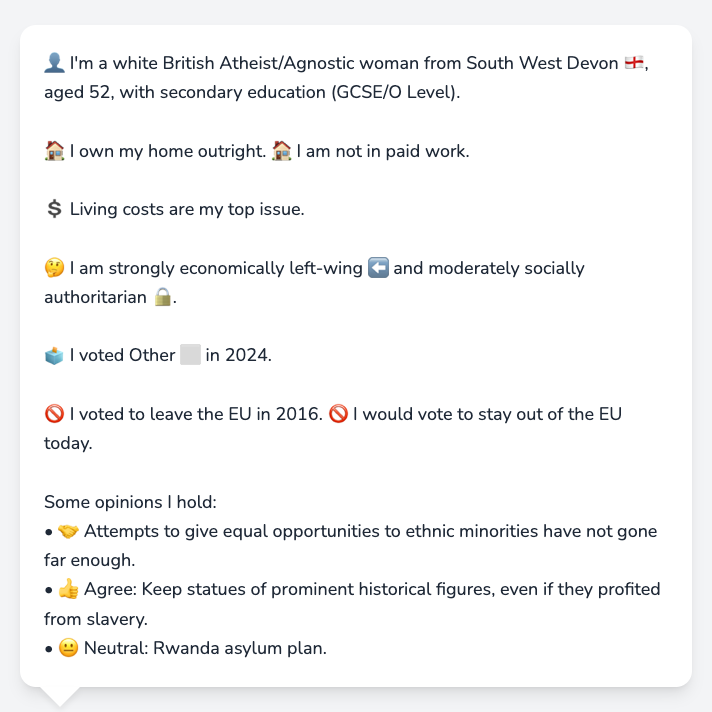 👤 I'm a white British Atheist/Agnostic woman from South West Devon 🏴󠁧󠁢󠁥󠁮󠁧󠁿,
aged 52, with secondary education (GCSE/O Level).
🏠 I own my home outright. 🏠 I am not in paid work.
💲 Living costs are my top issue.
🤔 I am strongly economically left-wing ⬅️ and moderately socially
authoritarian 🔒.
🗳️ I voted Other ⬜ in 2024.
🚫 I voted to leave the EU in 2016. 🚫 I would vote to stay out of the EU
today.
Some opinions I hold:
• 🤝 Attempts to give equal opportunities to ethnic minorities have not gone
far enough.
• 👍 Agree: Keep statues of prominent historical figures, even if they profited
from slavery.
• 😐 Neutral: Rwanda asylum plan.